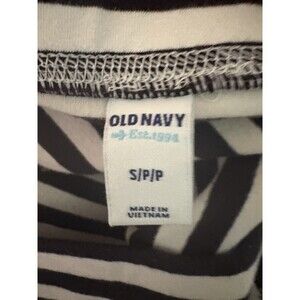 OLD NAVY
Est.1994
S/P/P
MADE IN
VIETNAM